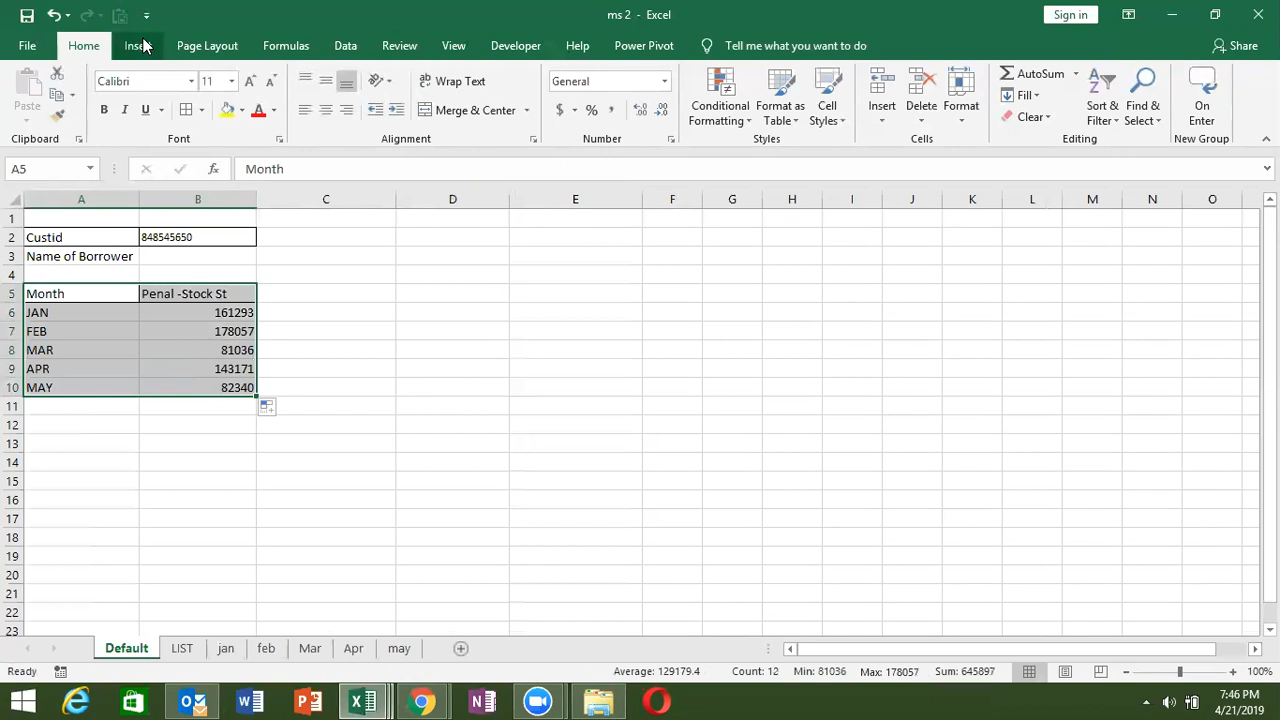 ms 2 - Excel
Sign in
File Home Insert Page Layout Formulas Data Review View Developer Help Power Pivot Tell me what you want to do Share
Paste
Calibri 11
B I U
Wrap Text
Merge & Center
General
$ %
Conditional Formatting
Format as Table
Cell Styles
Insert
Delete
Format
AutoSum
Fill
Clear
Sort & Filter
Find & Select
On Enter
Clipboard Font Alignment Number Styles Cells Editing New Group
A5 fx Month
A B C D E F G H I J K L M N O
1
2 Custid 848545650
3 Name of Borrower
4
5 Month Penal -Stock St
6 JAN 161293
7 FEB 178057
8 MAR 81036
9 APR 143171
10 MAY 82340
11
12
13
14
15
16
17
18
19
20
21
22
23
Default LIST jan feb Mar Apr may
Ready Average: 129179.4 Count: 12 Min: 81036 Max: 178057 Sum: 645897 100%
7:46 PM
4/21/2019